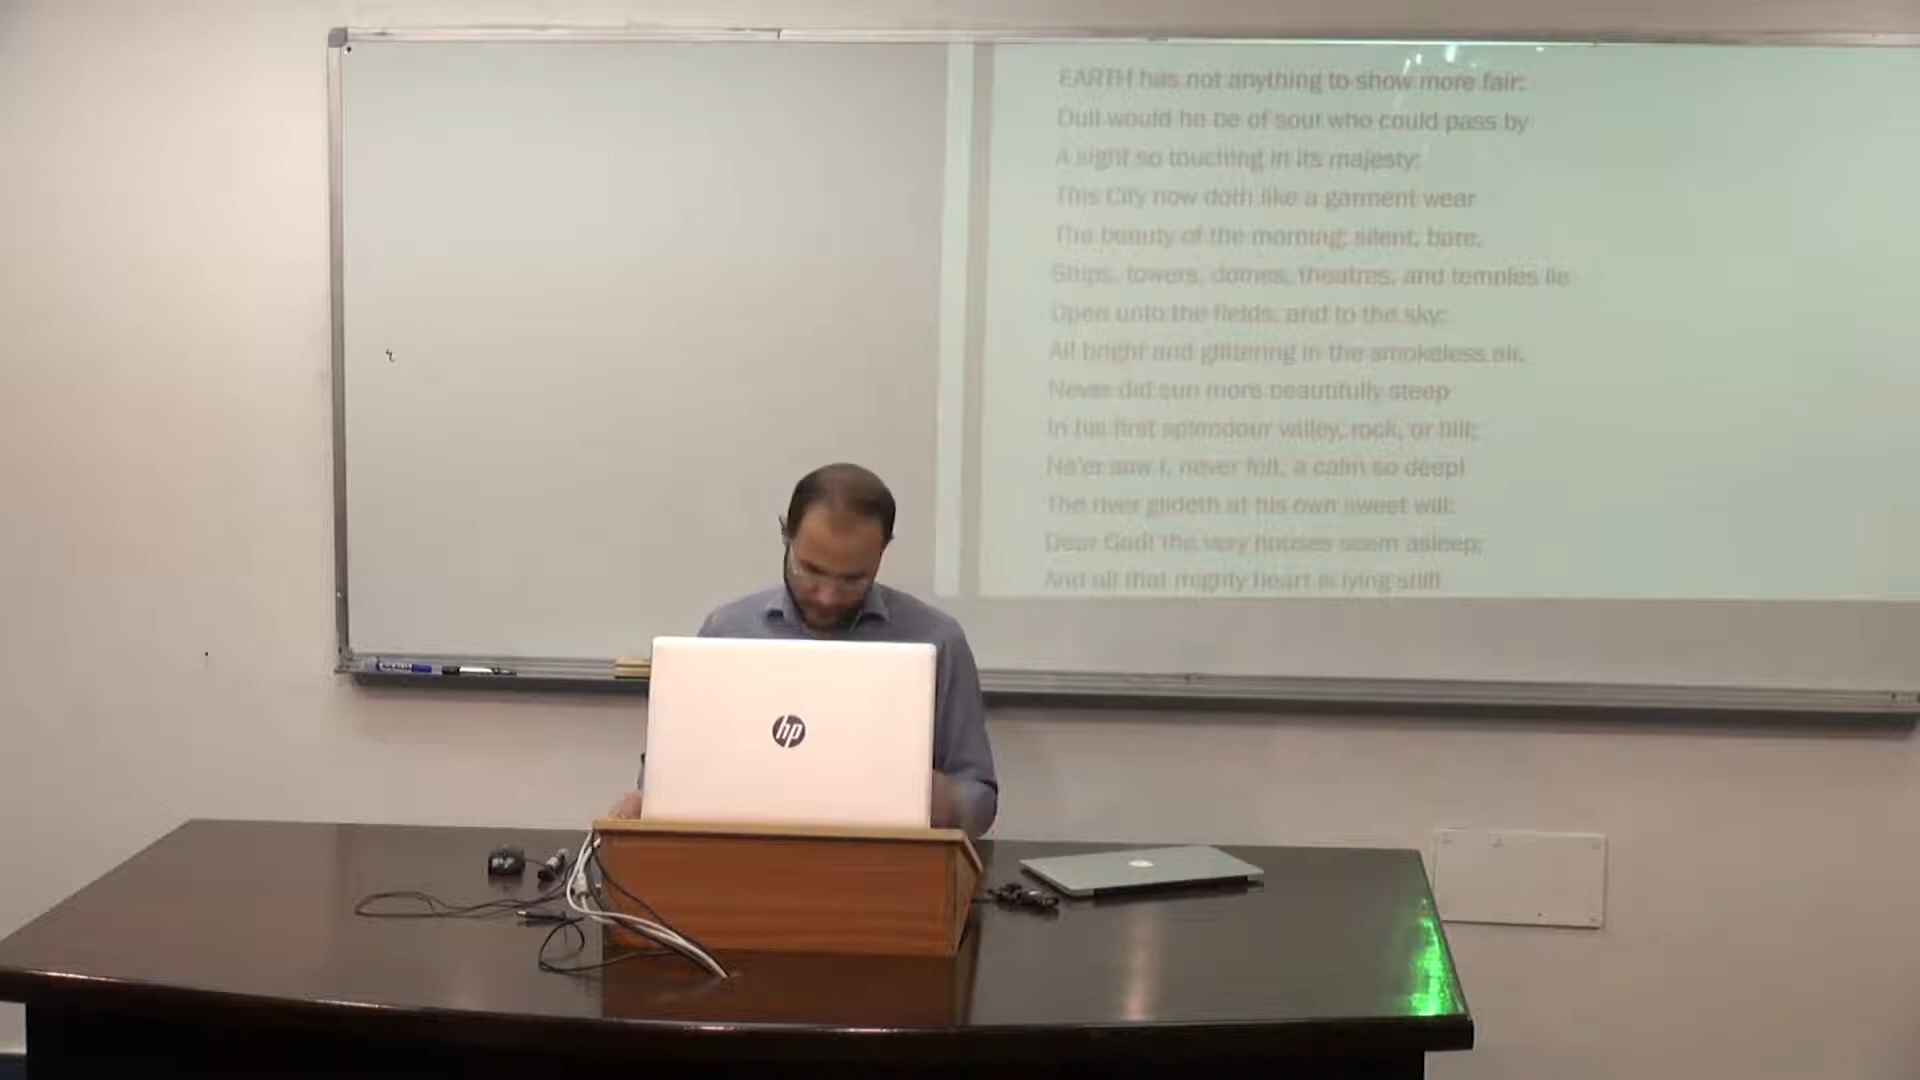 EARTH has not anything to show more fair:
Dull would he be of soul who could pass by
A sight so touching in its majesty:
This City now doth like a garment wear
The beauty of the morning; silent, bare,
Ships, towers, domes, theatres, and temples lie
Open unto the fields, and to the sky;
All bright and glittering in the smokeless air.
Never did sun more beautifully steep
In his first splendour valley, rock, or hill;
Ne'er saw I, never felt, a calm so deep!
The river glideth at his own sweet will:
Dear God! the very houses seem asleep;
And all that mighty heart is lying still!
hp